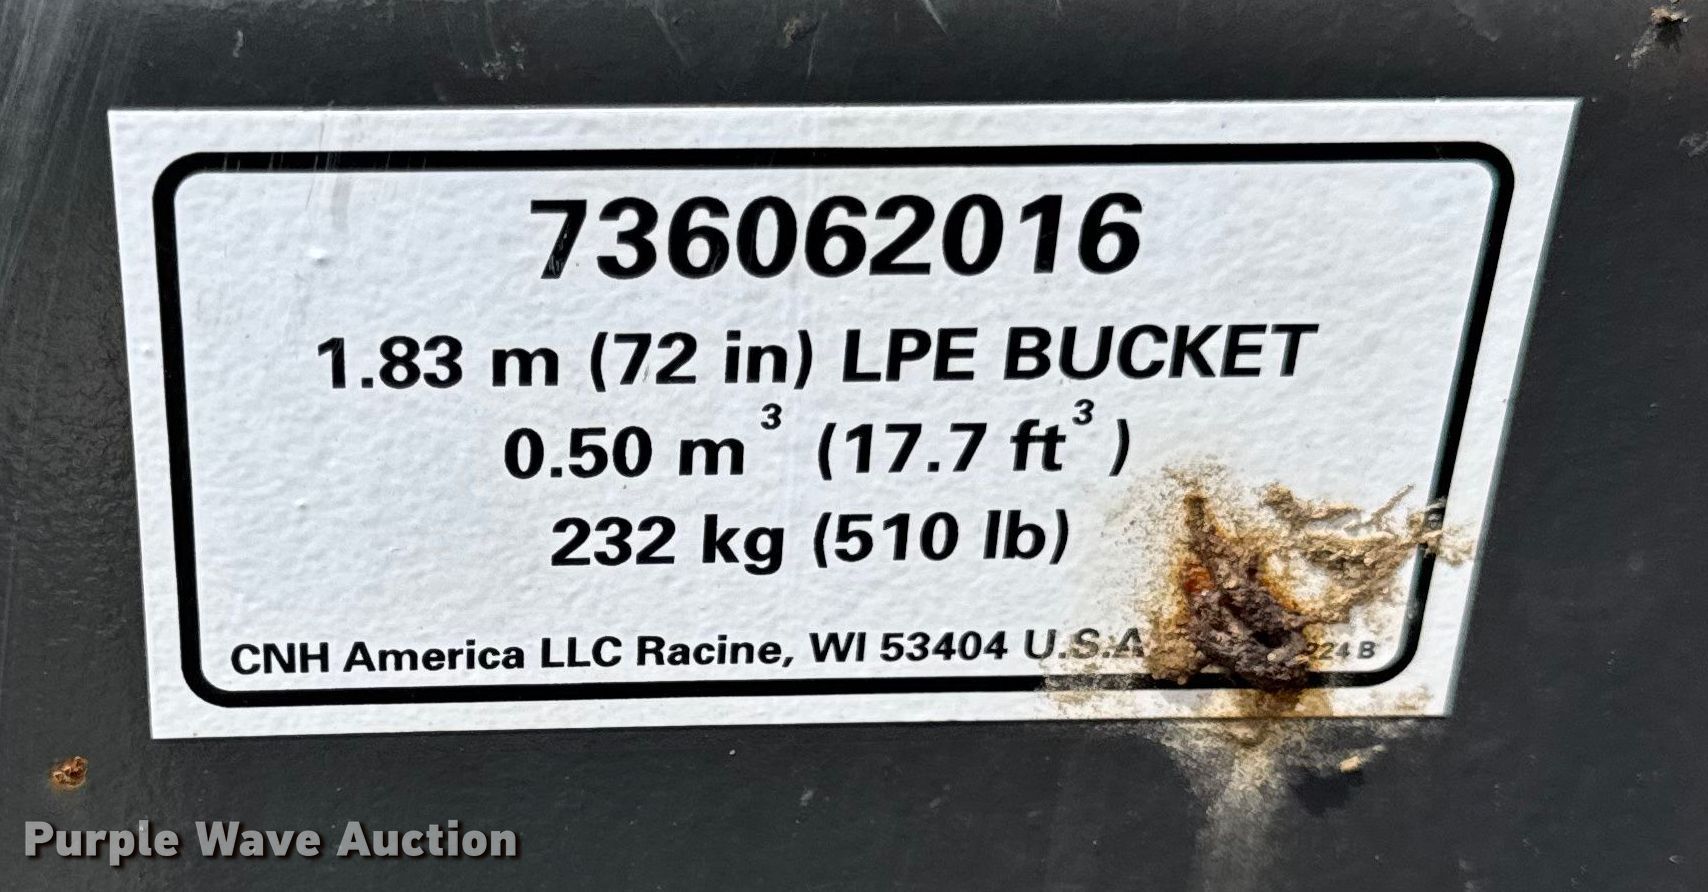 736062016
1.83 m (72 in) LPE BUCKET
0.50 m³ (17.7 ft³)
232 kg (510 lb)
CNH America LLC Racine, WI 53404 U.S.A
B
Purple Wave Auction